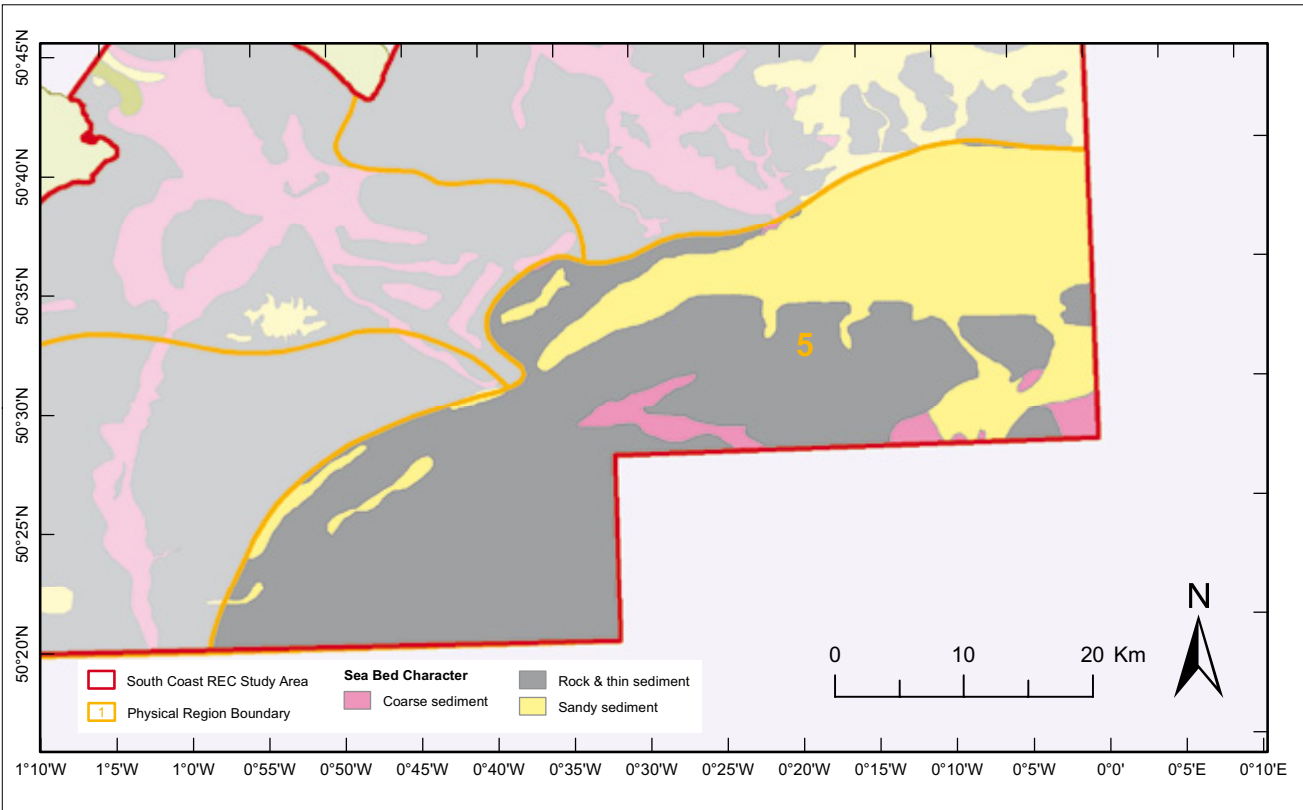 50°45'N
50°40'N
50°35'N
50°30'N
50°25'N
50°20'N
5
N
0 10 20 Km
South Coast REC Study Area
1 Physical Region Boundary
Sea Bed Character
Coarse sediment
Rock & thin sediment
Sandy sediment
1°10'W 1°5'W 1°0'W 0°55'W 0°50'W 0°45'W 0°40'W 0°35'W 0°30'W 0°25'W 0°20'W 0°15'W 0°10'W 0°5'W 0°0' 0°5'E 0°10'E